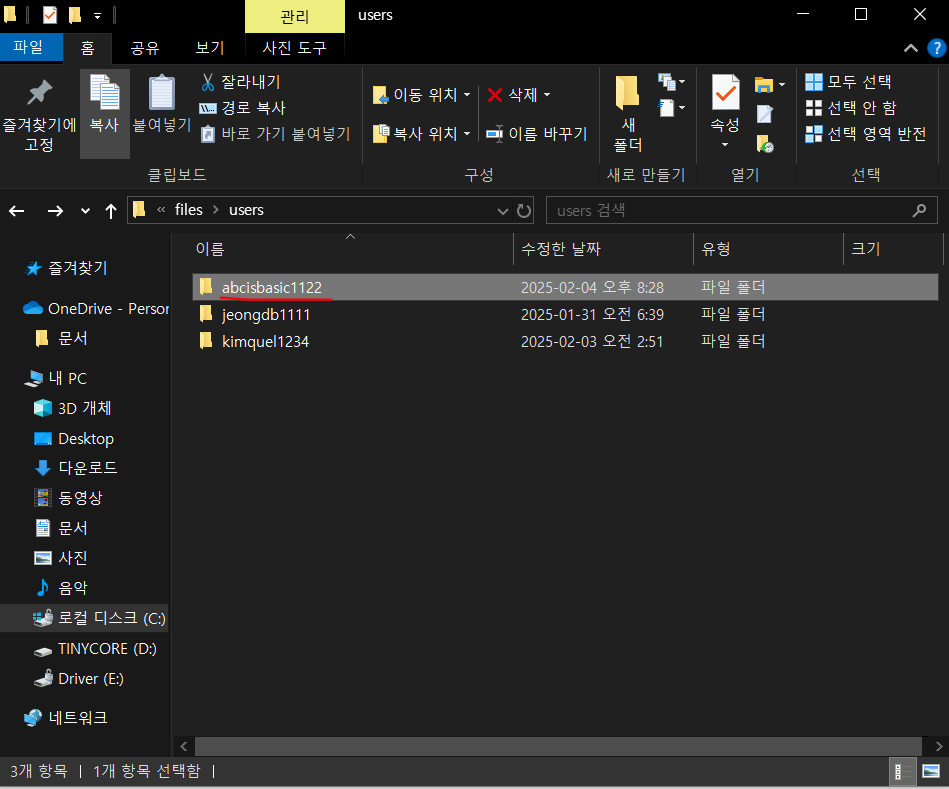 관리
users
파일
홈
공유
보기
사진 도구
즐겨찾기에 고정
복사
붙여넣기
잘라내기
경로 복사
바로 가기 붙여넣기
클립보드
이동 위치
복사 위치
삭제
이름 바꾸기
구성
새 폴더
새로 만들기
속성
열기
모두 선택
선택 안 함
선택 영역 반전
선택
« files > users
users 검색
이름 수정한 날짜 유형 크기
abcisbasic1122 2025-02-04 오후 8:28 파일 폴더
jeongdb1111 2025-01-31 오전 6:39 파일 폴더
kimquel1234 2025-02-03 오전 2:51 파일 폴더
즐겨찾기
OneDrive - Persor
문서
내 PC
3D 개체
Desktop
다운로드
동영상
문서
사진
음악
로컬 디스크 (C:)
TINYCORE (D:)
Driver (E:)
네트워크
3개 항목 | 1개 항목 선택함 |